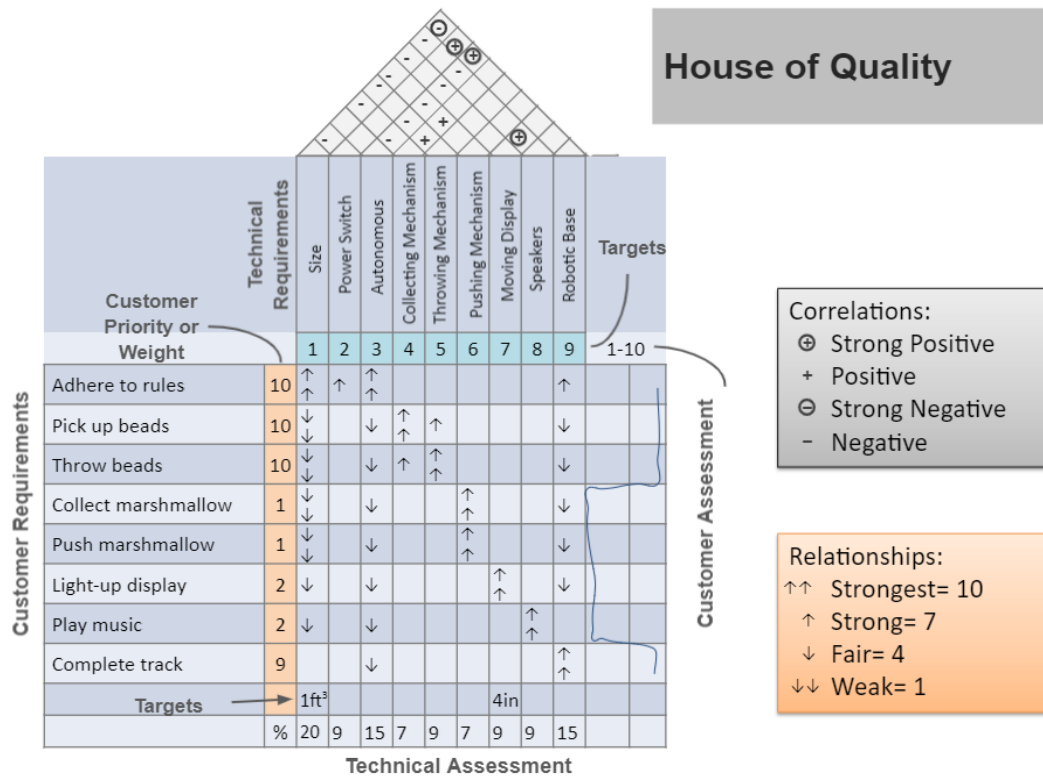 House of Quality
Technical
Requirements
Size
Power Switch
Autonomous
Collecting Mechanism
Throwing Mechanism
Pushing Mechanism
Moving Display
Speakers
Robotic Base
Targets
Customer
Priority or
Weight
1 2 3 4 5 6 7 8 9 1-10
Customer Requirements
Adhere to rules 10 ↑↑ ↑ ↑↑ ↑
Pick up beads 10 ↓↓ ↓ ↑↑ ↑ ↓
Throw beads 10 ↓↓ ↓ ↑ ↑↑ ↓
Collect marshmallow 1 ↓↓ ↓ ↑↑ ↓
Push marshmallow 1 ↓↓ ↓ ↑↑ ↓
Light-up display 2 ↓ ↓ ↑↑ ↓
Play music 2 ↓ ↓ ↑↑
Complete track 9 ↓ ↑↑
Targets 1ft³ 4in
% 20 9 15 7 9 7 9 9 15
Technical Assessment
Customer Assessment
Correlations:
⊕ Strong Positive
+ Positive
⊖ Strong Negative
- Negative
Relationships:
↑↑ Strongest= 10
↑ Strong= 7
↓ Fair= 4
↓↓ Weak= 1